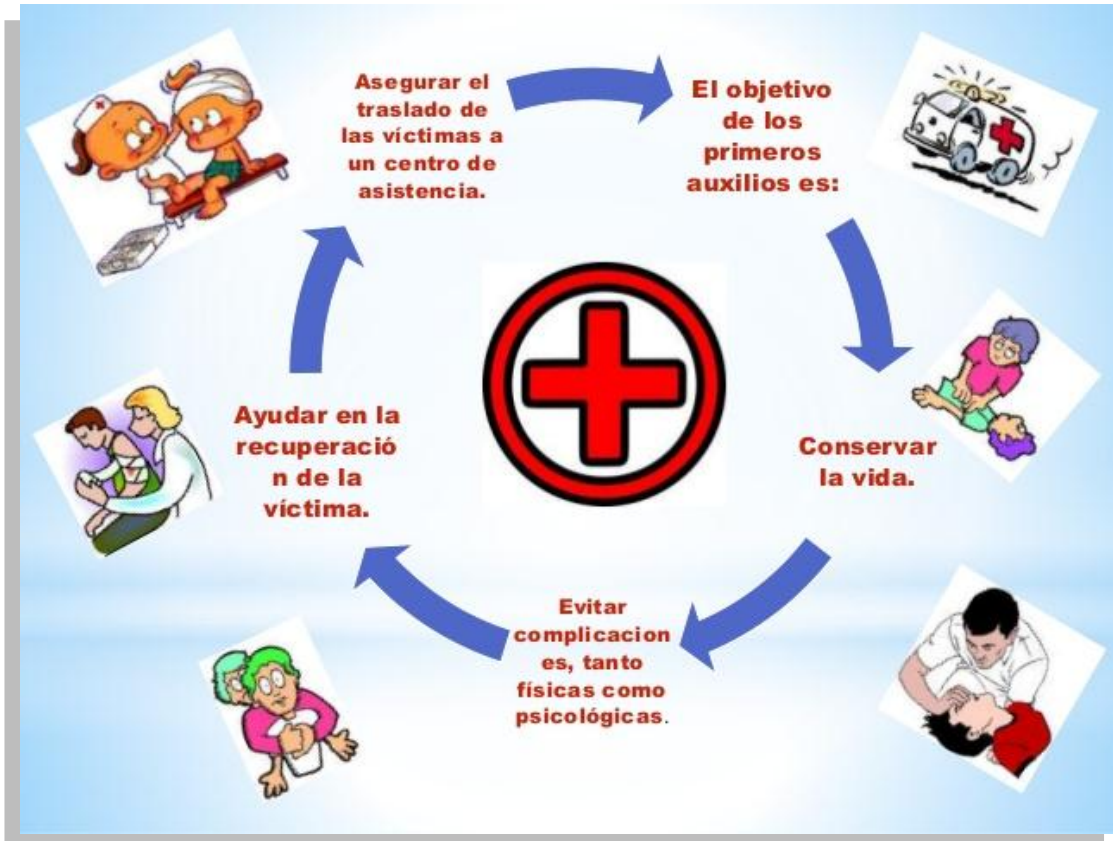 El objetivo
de los
primeros
auxilios es:
Conservar
la vida.
Evitar
complicacion
es, tanto
físicas como
psicológicas.
Ayudar en la
recuperació
n de la
víctima.
Asegurar el
traslado de
las víctimas a
un centro de
asistencia.